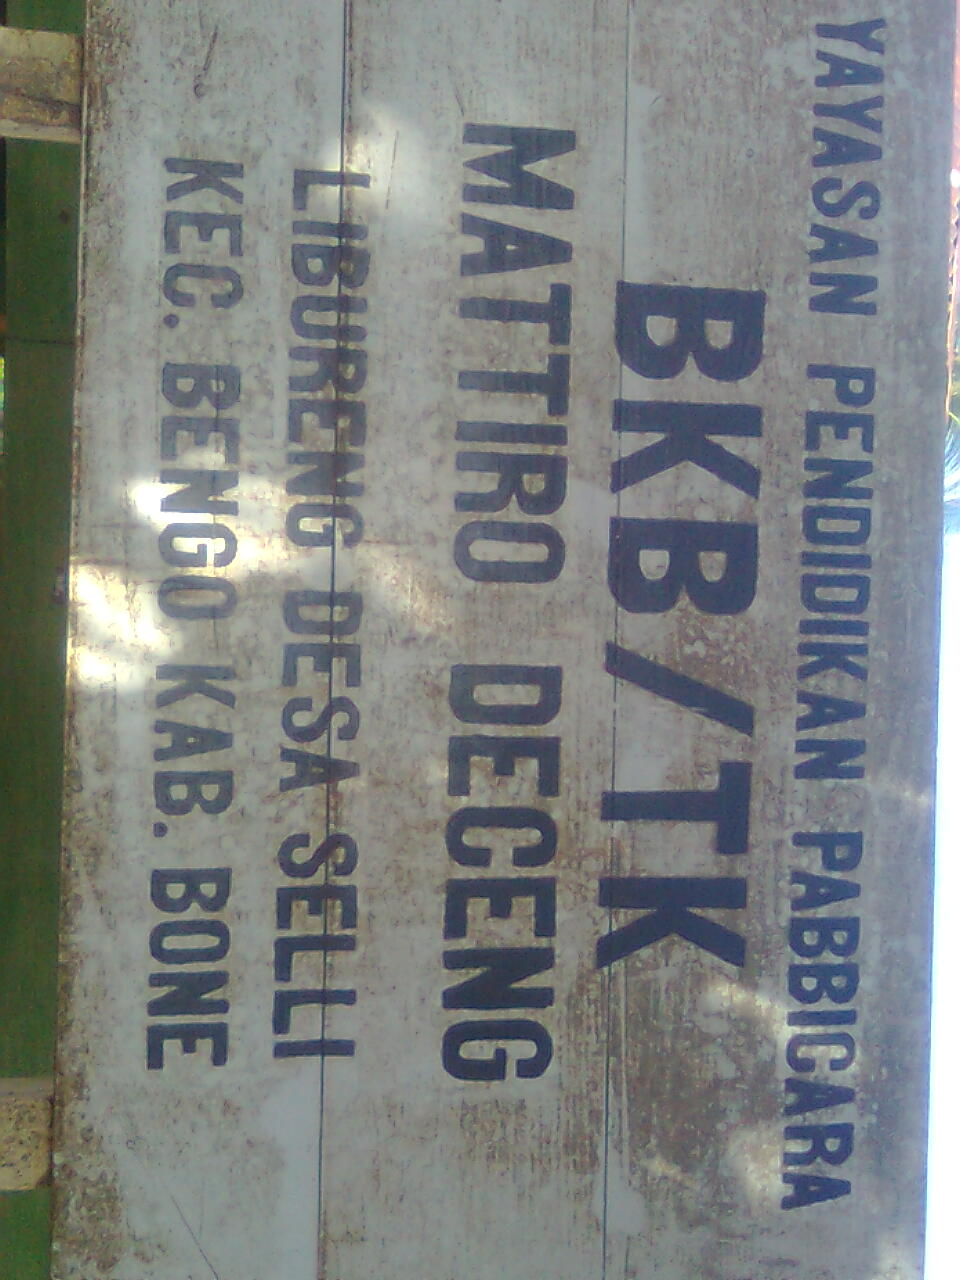 YAYASAN PENDIDIKAN PABBICARA
BKB/TK
MATTIRO DECENG
LIBURENG DESA SELLI
KEC. BENGO KAB. BONE